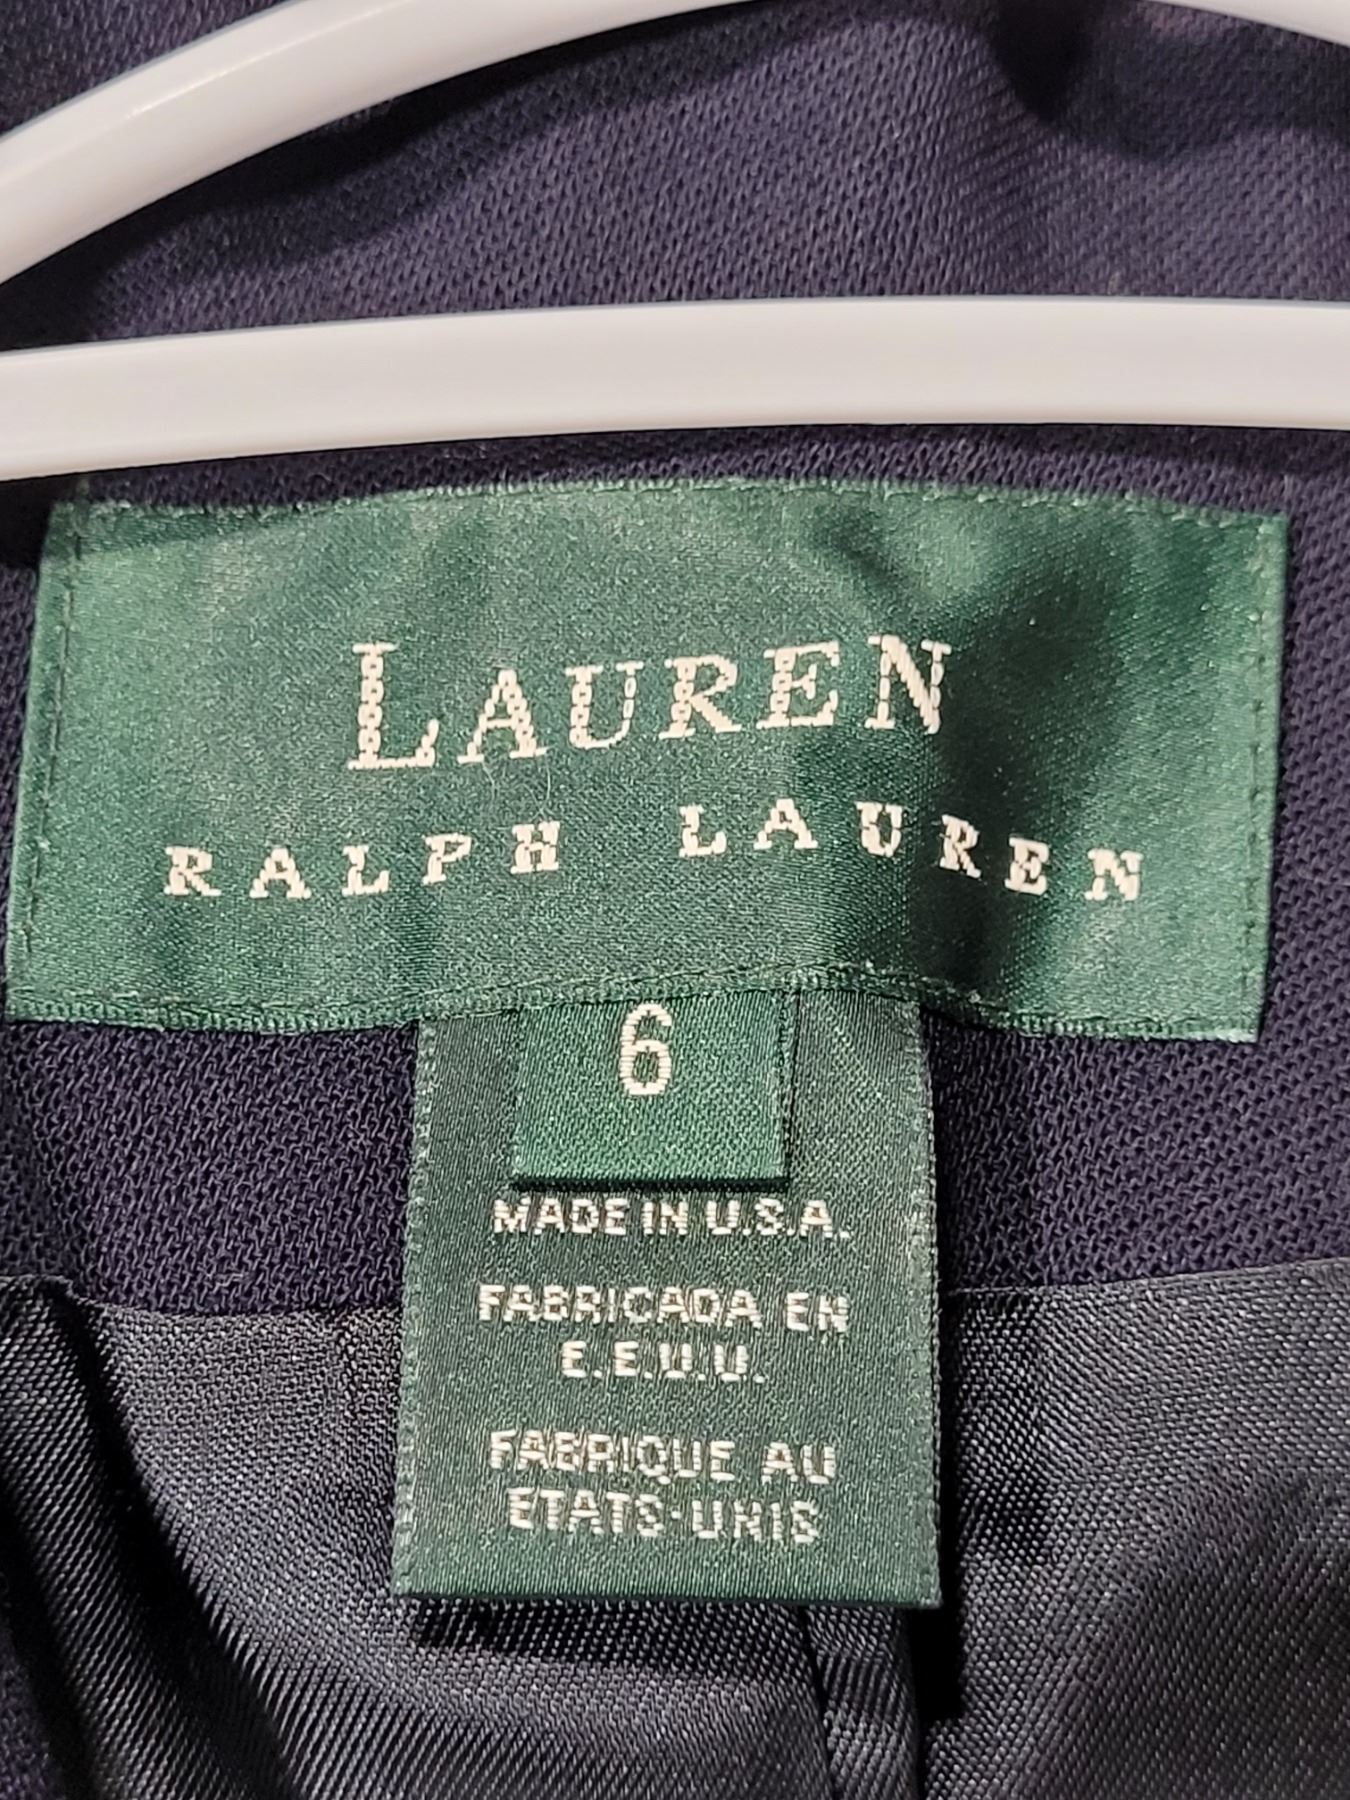 LAUREN
RALPH LAUREN
6
MADE IN U.S.A.
FABRICADA EN
E.E.U.U.
FABRIQUE AU
ETATS-UNIS